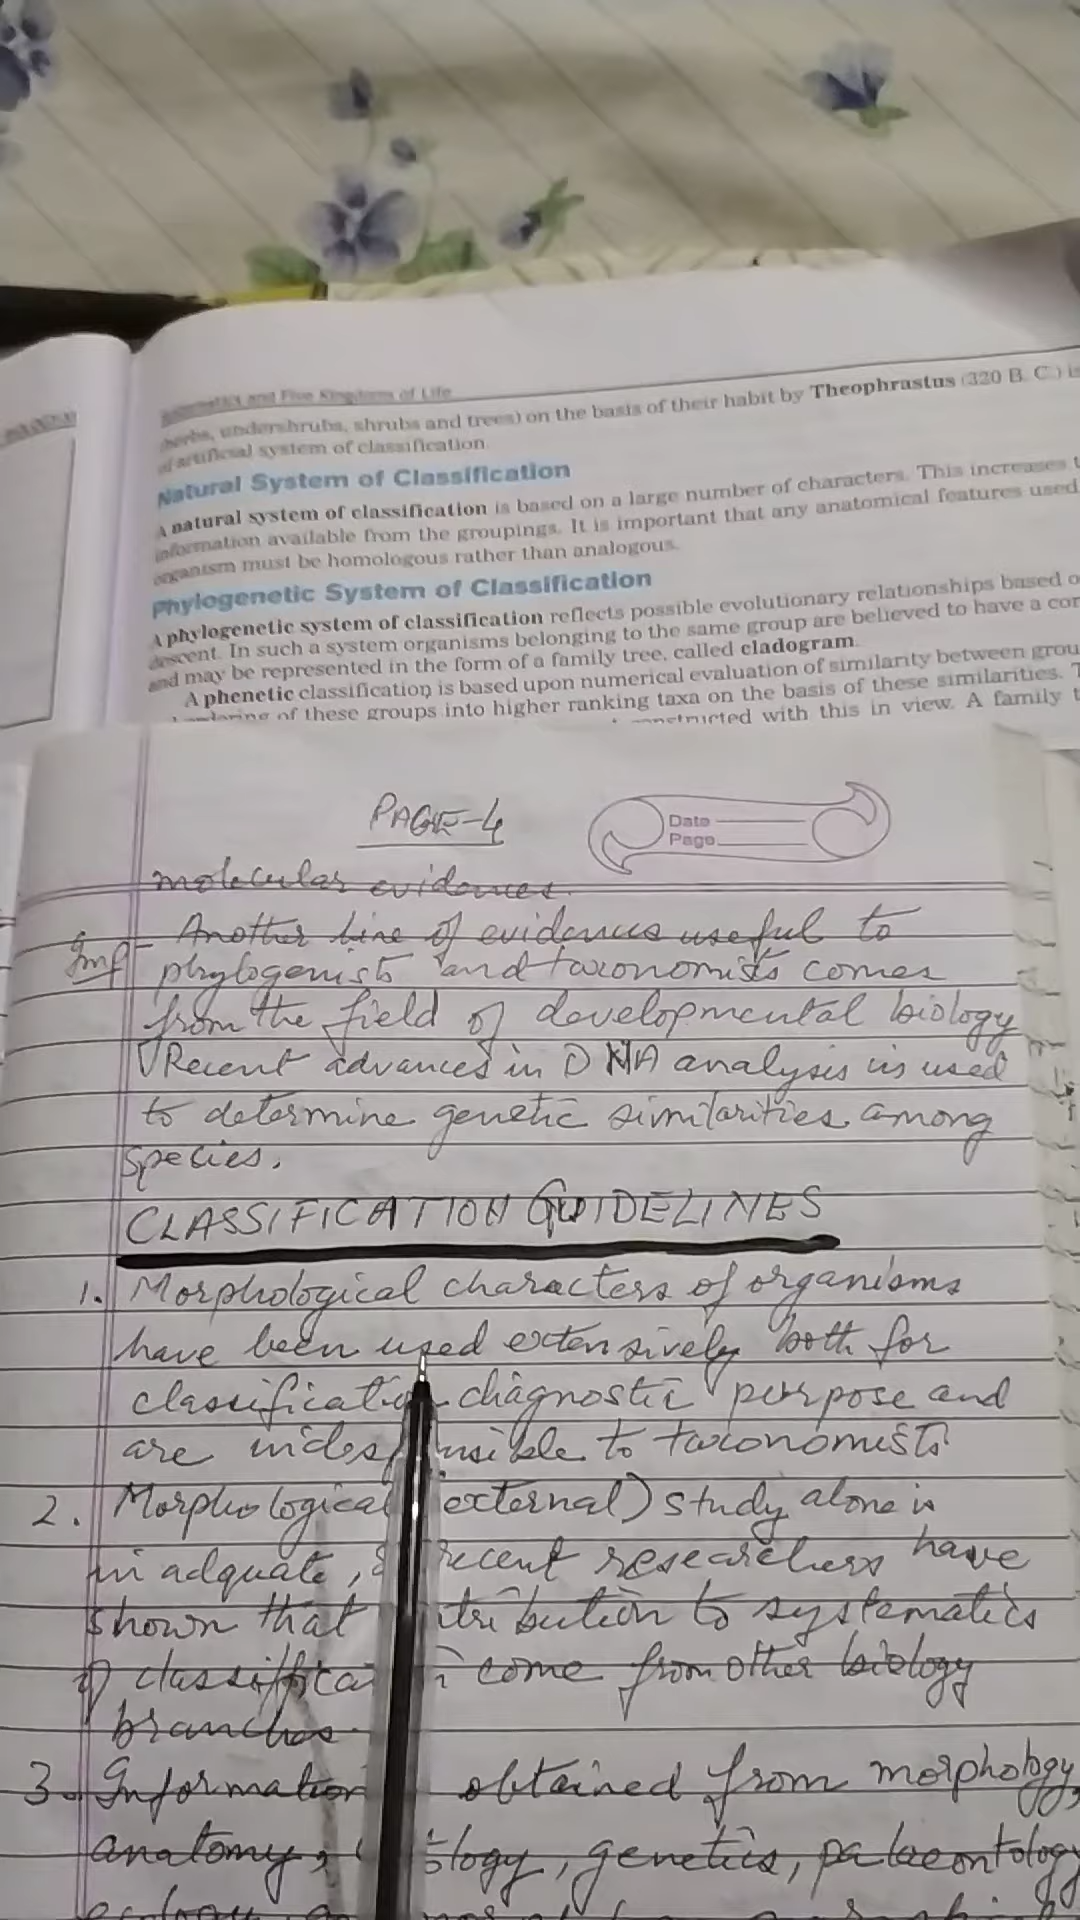 and Five Kingdoms of Life
herbs, undershrubs, shrubs and trees) on the basis of their habit by Theophrastus (320 B. C.) is
of artificial system of classification
Natural System of Classification
A natural system of classification is based on a large number of characters. This increases
information available from the groupings. It is important that any anatomical features used
organism must be homologous rather than analogous.
Phylogenetic System of Classification
A phylogenetic system of classification reflects possible evolutionary relationships based
descent. In such a system organisms belonging to the same group are believed to have a
and may be represented in the form of a family tree, called cladogram.
A phenetic classification is based upon numerical evaluation of similarity between
of these groups into higher ranking taxa on the basis of these similarities.
constructed with this in view. A family
PAGE-4
Date
Page
molecular evidences.
Another line of evidences useful to
Imp phylogenists and taxonomists comes
from the field of developmental biology
Recent advances in DNA analysis is used
to determine genetic similarities among
species.
CLASSIFICATION GUIDELINES
1. Morphological characters of organisms
have been used extensively both for
diagnostic purpose and
are to taxonomists
2. Morphological external) study alone is
in adquate, recent researchers have
shown that to systematics
come from other biology
branches.
3. Information obtained from morphology,
anatomy, genetics, palaeontology